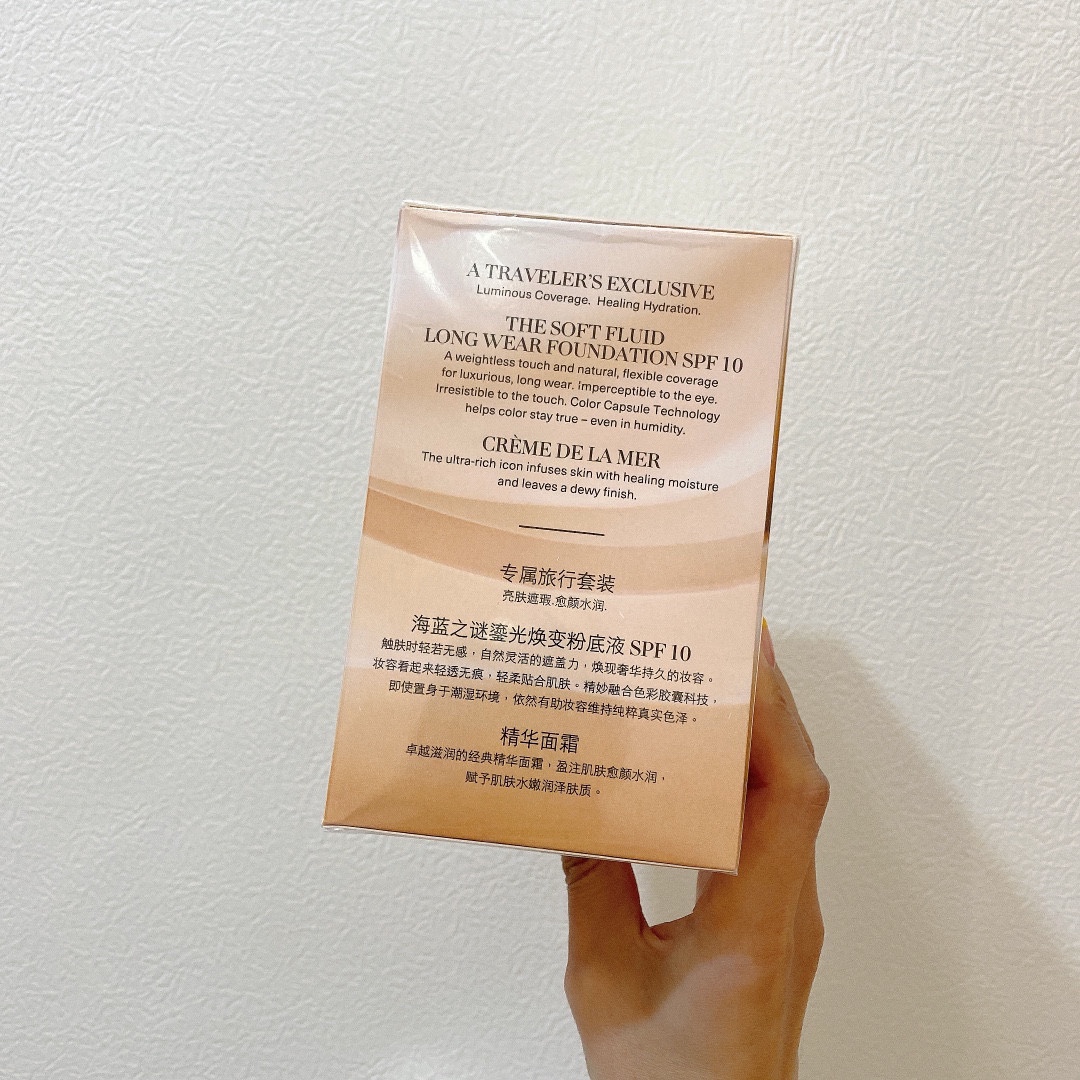 A TRAVELER'S EXCLUSIVE
Luminous Coverage. Healing Hydration.
THE SOFT FLUID
LONG WEAR FOUNDATION SPF 10
A weightless touch and natural, flexible coverage
for luxurious, long wear. Imperceptible to the eye.
Irresistible to the touch. Color Capsule Technology
helps color stay true – even in humidity.
CRÈME DE LA MER
The ultra-rich icon infuses skin with healing moisture
and leaves a dewy finish.
专属旅行套装
亮肤遮瑕.愈颜水润.
海蓝之谜鎏光焕变粉底液 SPF 10
触肤时轻若无感，自然灵活的遮盖力，焕现奢华持久的妆容。
妆容看起来轻透无痕，轻柔贴合肌肤。精妙融合色彩胶囊科技，
即使置身于潮湿环境，依然有助妆容维持纯粹真实色泽。
精华面霜
卓越滋润的经典精华面霜，盈注肌肤愈颜水润，
赋予肌肤水嫩润泽肤质。